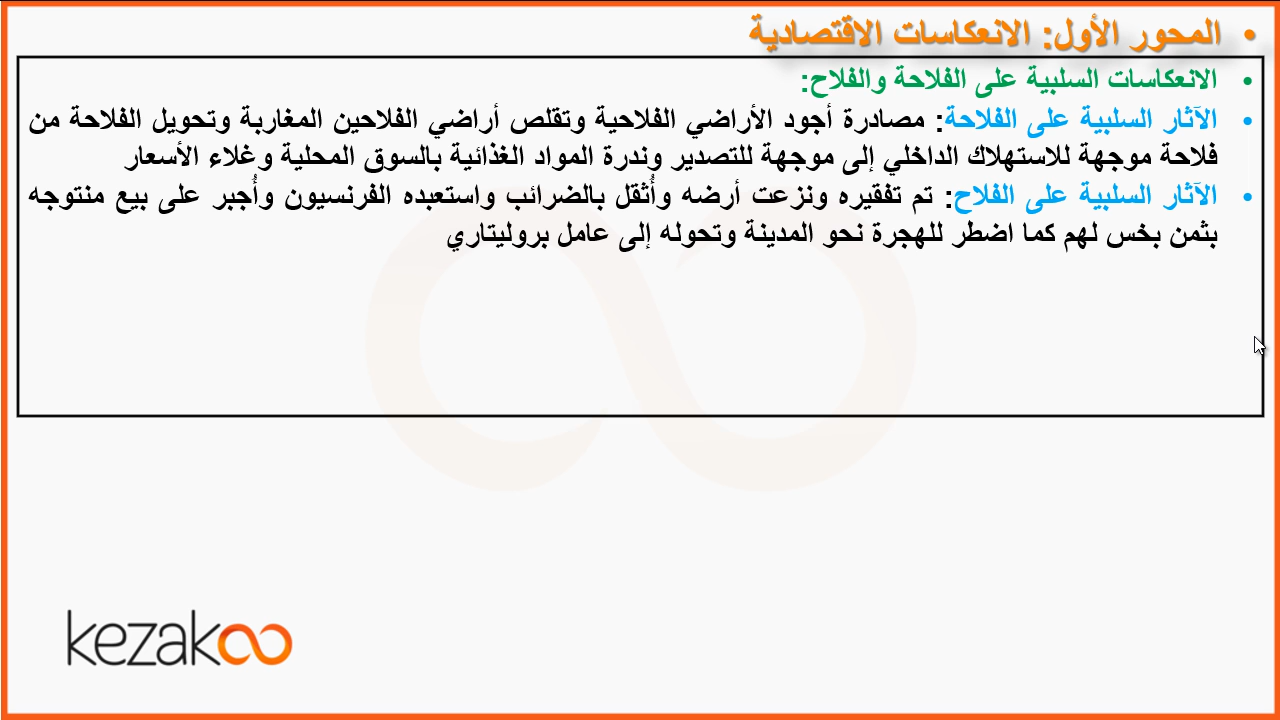 • المحور الأول: الانعكاسات الاقتصادية
• الانعكاسات السلبية على الفلاحة والفلاح:
• الآثار السلبية على الفلاحة: مصادرة أجود الأراضي الفلاحية وتقلص أراضي الفلاحين المغاربة وتحويل الفلاحة من
فلاحة موجهة للاستهلاك الداخلي إلى موجهة للتصدير وندرة المواد الغذائية بالسوق المحلية وغلاء الأسعار
• الآثار السلبية على الفلاح: تم تفقيره ونزعت أرضه وأُثقل بالضرائب واستعبده الفرنسيون وأُجبر على بيع منتوجه
بثمن بخس لهم كما اضطر للهجرة نحو المدينة وتحوله إلى عامل بروليتاري
kezakoo